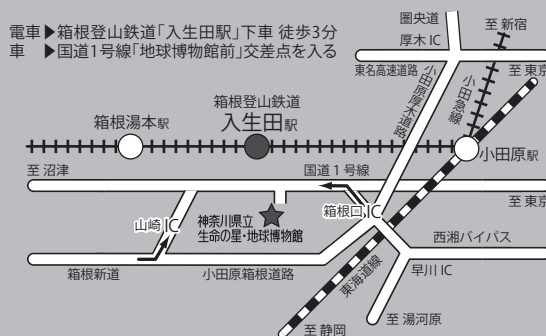 電車▶箱根登山鉄道「入生田駅」下車 徒歩3分
車　▶国道1号線「地球博物館前」交差点を入る
圏央道
厚木IC
至新宿
東名高速道路
至東京
小田原厚木道路
小田急線
箱根登山鉄道
入生田駅
箱根湯本駅
小田原駅
至沼津
国道1号線
至東京
山崎IC
神奈川県立
生命の星・地球博物館
箱根口IC
西湘バイパス
箱根新道
小田原箱根道路
東海道線
早川IC
至静岡
至湯河原